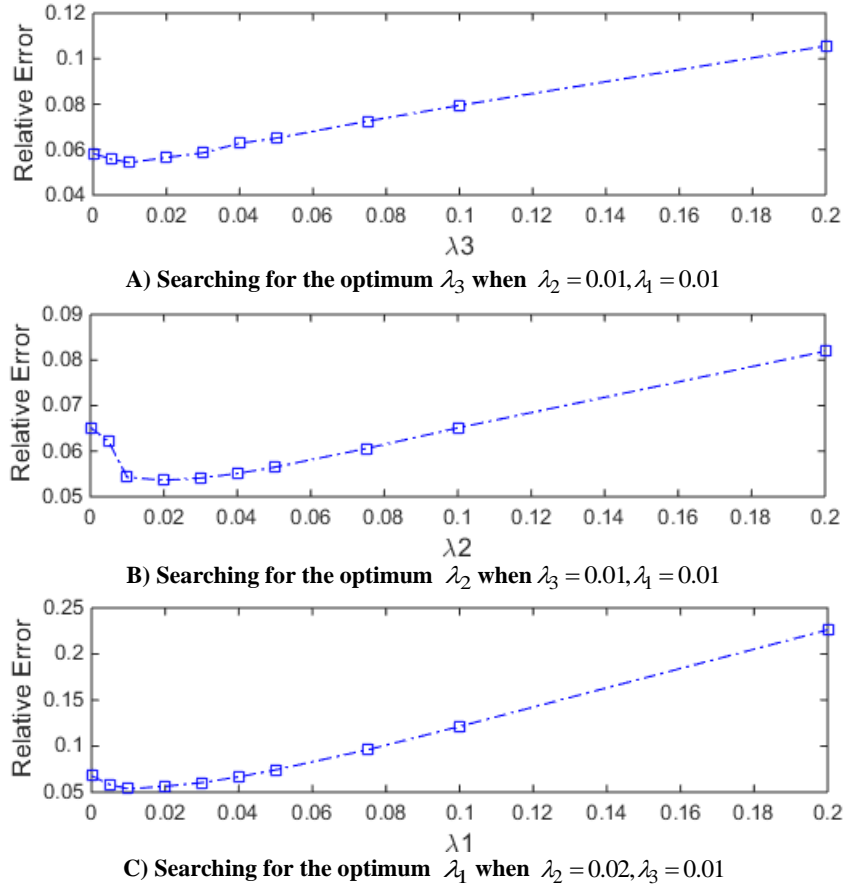 0.12
0.1
0.08
0.06
0.04
Relative Error
0 0.02 0.04 0.06 0.08 0.1 0.12 0.14 0.16 0.18 0.2
λ3
A) Searching for the optimum λ₃ when λ₂ = 0.01, λ₁ = 0.01
0.09
0.08
0.07
0.06
0.05
Relative Error
0 0.02 0.04 0.06 0.08 0.1 0.12 0.14 0.16 0.18 0.2
λ2
B) Searching for the optimum λ₂ when λ₃ = 0.01, λ₁ = 0.01
0.25
0.2
0.15
0.1
0.05
Relative Error
0 0.02 0.04 0.06 0.08 0.1 0.12 0.14 0.16 0.18 0.2
λ1
C) Searching for the optimum λ₁ when λ₂ = 0.02, λ₃ = 0.01